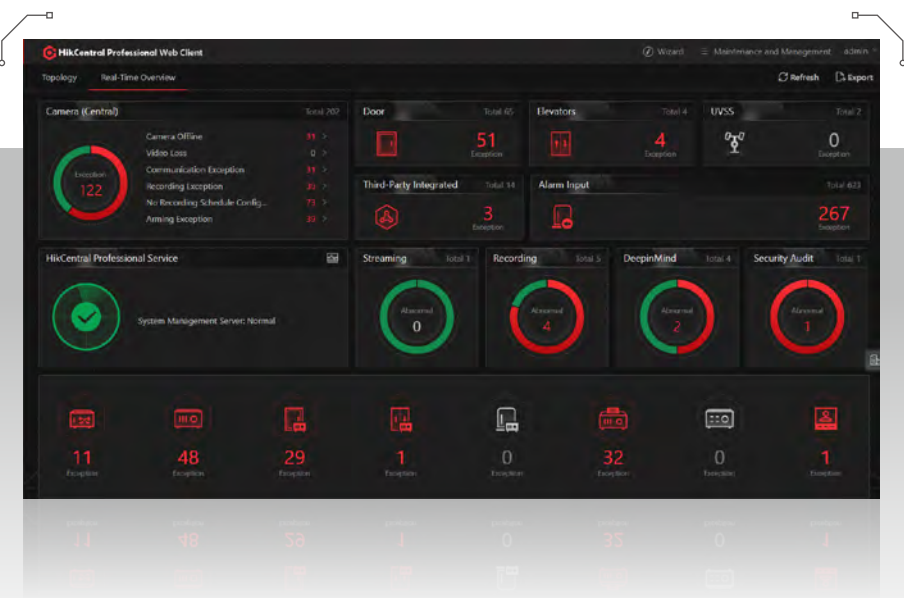 HikCentral Professional Web Client
Wizard
Maintenance and Management
admin
Topology
Real-Time Overview
Refresh
Export
Camera (Central)
Total 202
Exception
122
Camera Offline
Video Loss 0 >
Communication Exception
Recording Exception
No Recording Schedule Config...
Arming Exception
Door
Total 65
51
Exception
Elevators
Total 4
4
Exception
UVSS
Total 2
0
Exception
Third-Party Integrated
Total 14
3
Exception
Alarm Input
Total 623
267
Exception
HikCentral Professional Service
System Management Server: Normal
Streaming
Total 1
Abnormal
0
Recording
Total 5
Abnormal
4
DeepinMind
Total 4
Abnormal
2
Security Audit
Total 1
Abnormal
1
11
Exception
48
Exception
29
Exception
1
Exception
0
Exception
32
Exception
0
Exception
1
Exception